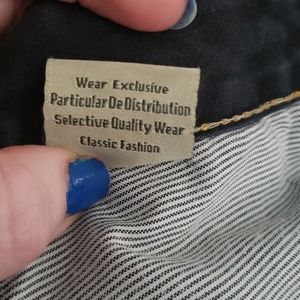 Wear Exclusive
Particular De Distribution
Selective Quality Wear
Classic Fashion